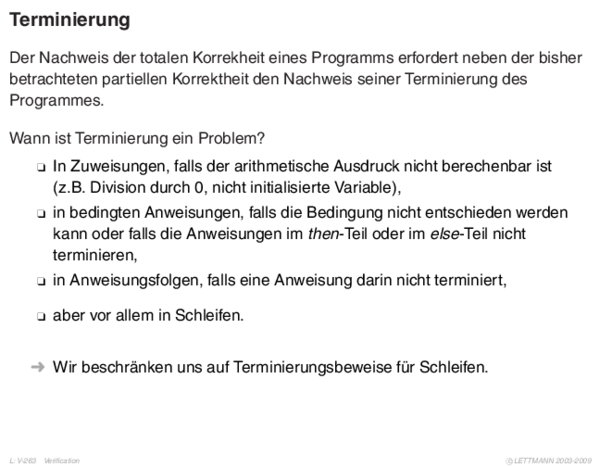 Terminierung
Der Nachweis der totalen Korrekheit eines Programms erfordert neben der bisher
betrachteten partiellen Korrektheit den Nachweis seiner Terminierung des
Programmes.
Wann ist Terminierung ein Problem?
❏ In Zuweisungen, falls der arithmetische Ausdruck nicht berechenbar ist
(z.B. Division durch 0, nicht initialisierte Variable),
❏ in bedingten Anweisungen, falls die Bedingung nicht entschieden werden
kann oder falls die Anweisungen im then-Teil oder im else-Teil nicht
terminieren,
❏ in Anweisungsfolgen, falls eine Anweisung darin nicht terminiert,
❏ aber vor allem in Schleifen.
➜ Wir beschränken uns auf Terminierungsbeweise für Schleifen.
L: V-263 Verification
© LETTMANN 2003-2009